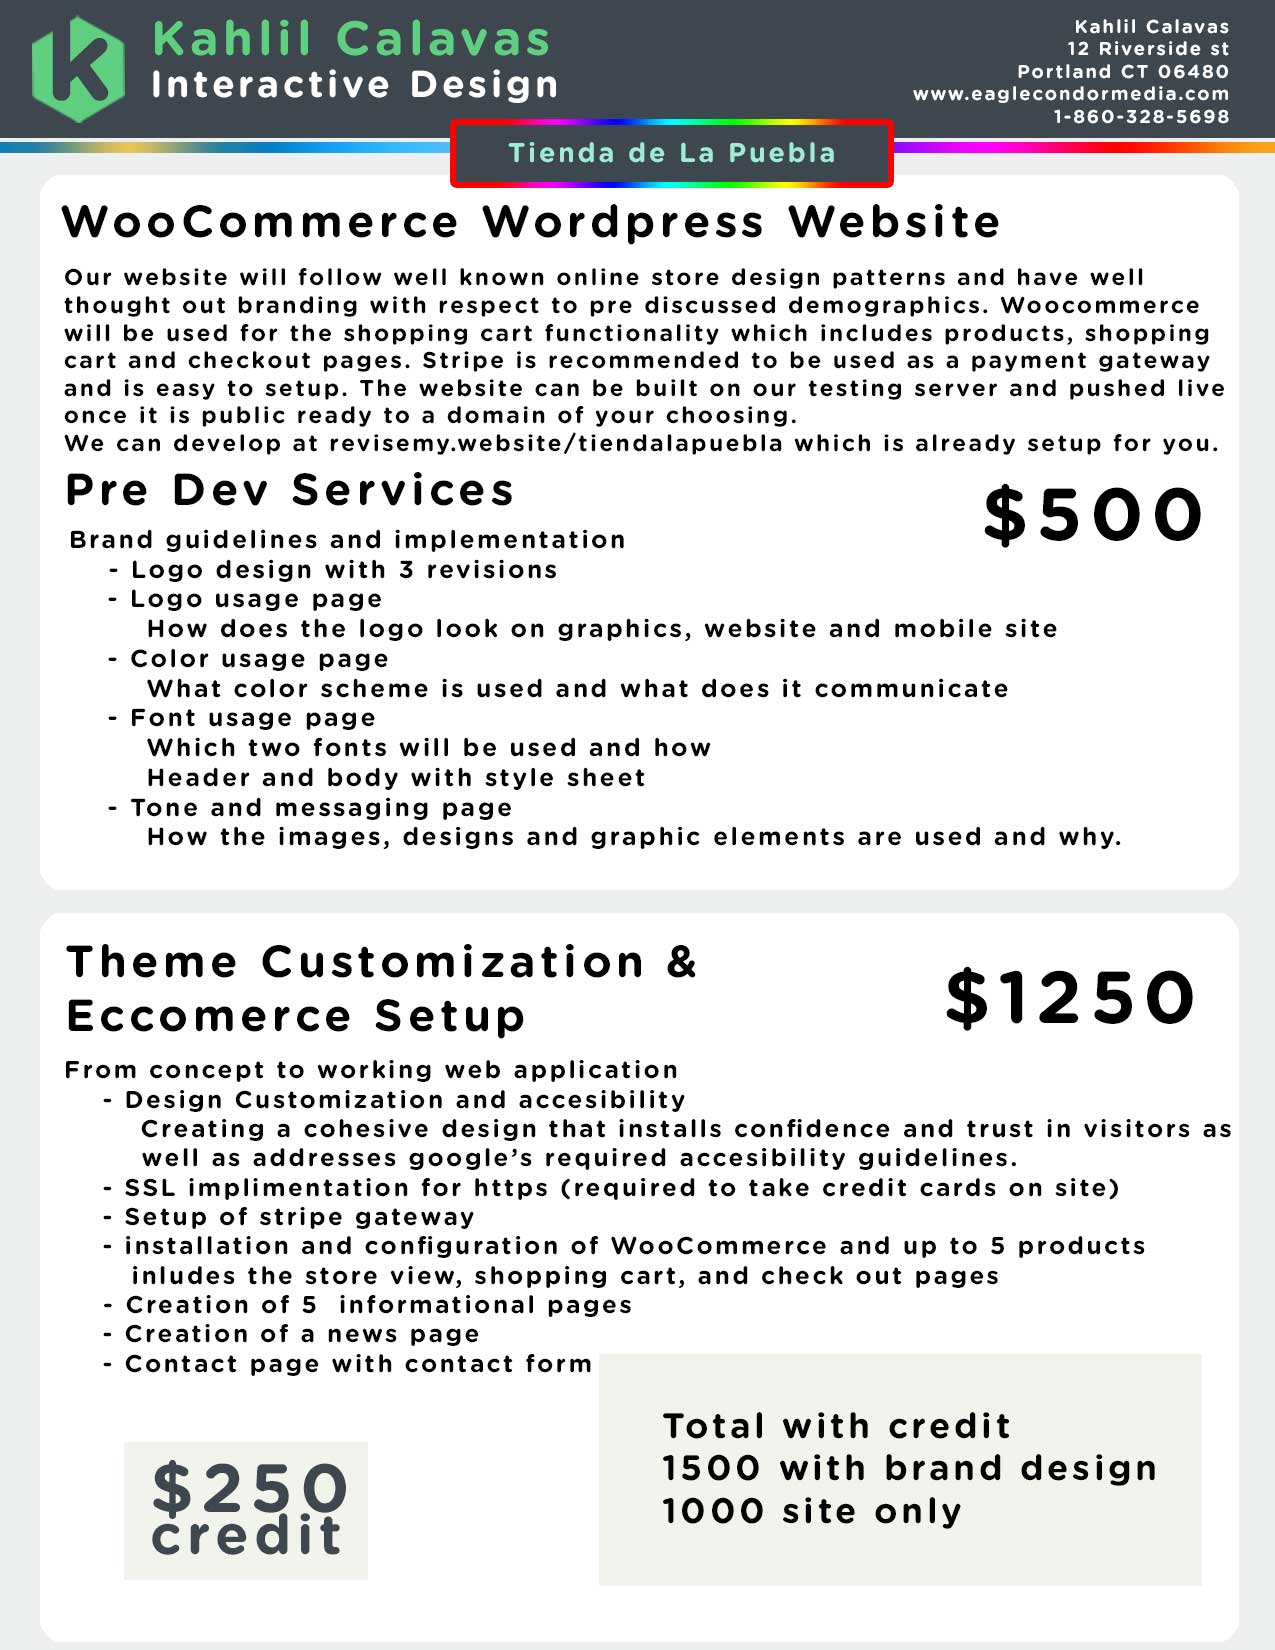 Kahlil Calavas
Interactive Design
Kahlil Calavas
12 Riverside st
Portland CT 06480
www.eaglecondormedia.com
1-860-328-5698
Tienda de La Puebla
WooCommerce Wordpress Website
Our website will follow well known online store design patterns and have well
thought out branding with respect to pre discussed demographics. Woocommerce
will be used for the shopping cart functionality which includes products, shopping
cart and checkout pages. Stripe is recommended to be used as a payment gateway
and is easy to setup. The website can be built on our testing server and pushed live
once it is public ready to a domain of your choosing.
We can develop at revisemy.website/tiendalapuebla which is already setup for you.
Pre Dev Services
$500
Brand guidelines and implementation
- Logo design with 3 revisions
- Logo usage page
How does the logo look on graphics, website and mobile site
- Color usage page
What color scheme is used and what does it communicate
- Font usage page
Which two fonts will be used and how
Header and body with style sheet
- Tone and messaging page
How the images, designs and graphic elements are used and why.
Theme Customization &
Eccomerce Setup
$1250
From concept to working web application
- Design Customization and accesibility
Creating a cohesive design that installs confidence and trust in visitors as
well as addresses google's required accesibility guidelines.
- SSL implimentation for https (required to take credit cards on site)
- Setup of stripe gateway
- installation and configuration of WooCommerce and up to 5 products
inludes the store view, shopping cart, and check out pages
- Creation of 5 informational pages
- Creation of a news page
- Contact page with contact form
$250
credit
Total with credit
1500 with brand design
1000 site only